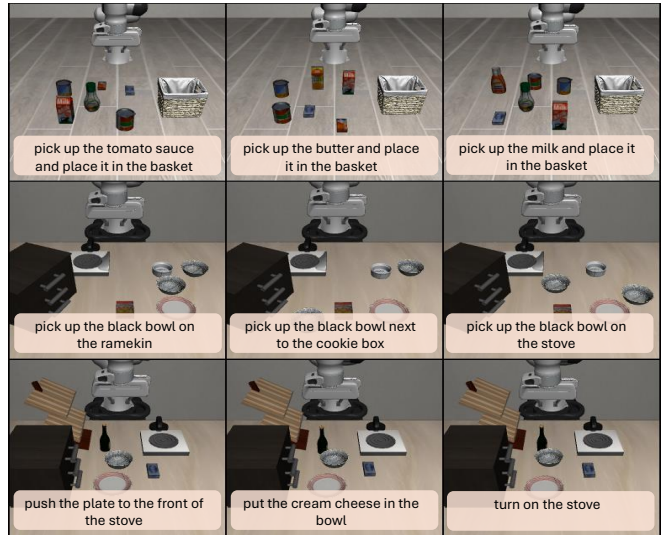 pick up the tomato sauce
and place it in the basket
pick up the butter and place
it in the basket
pick up the milk and place it
in the basket
pick up the black bowl on
the ramekin
pick up the black bowl next
to the cookie box
pick up the black bowl on
the stove
push the plate to the front of
the stove
put the cream cheese in the
bowl
turn on the stove